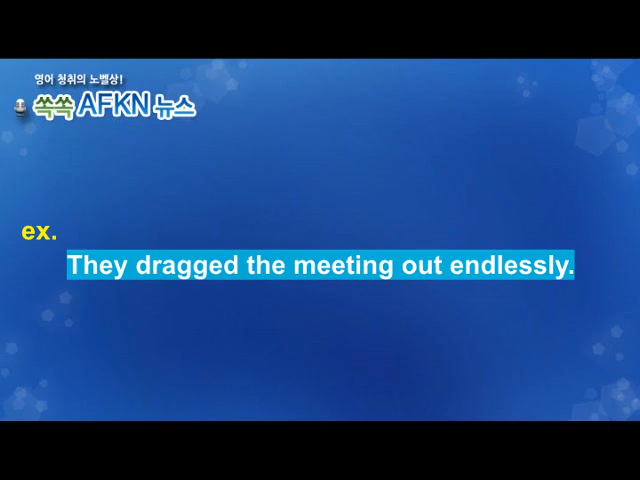 영어 청취의 노벨상!
쏙쏙 AFKN 뉴스
ex.
They dragged the meeting out endlessly.